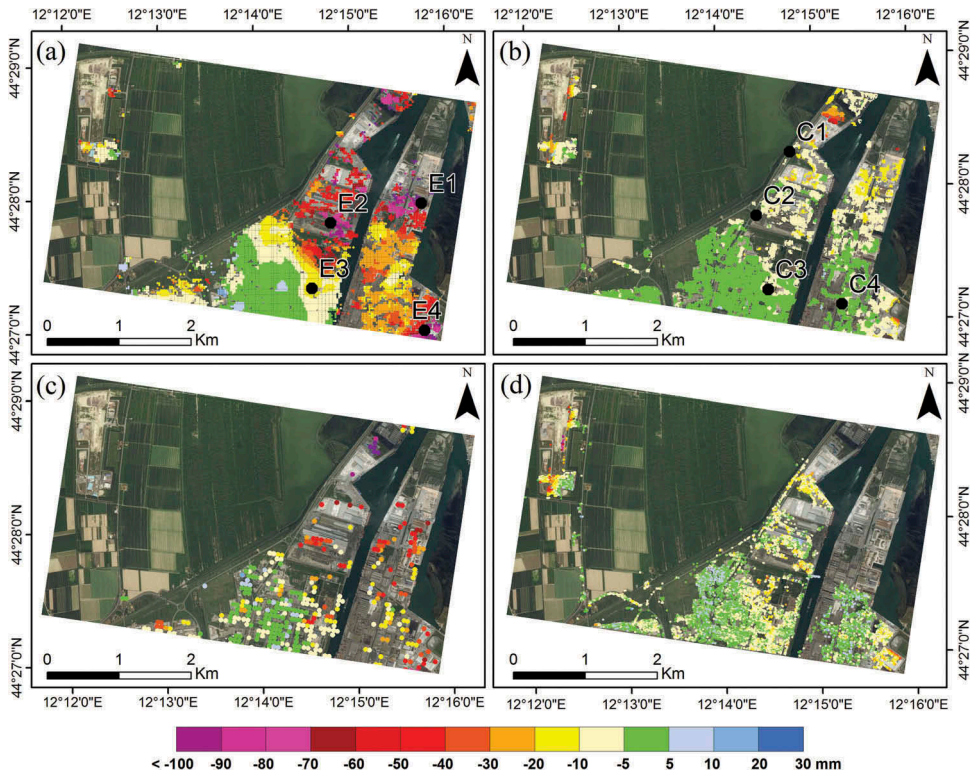 12°12'0"E 12°13'0"E 12°14'0"E 12°15'0"E 12°16'0"E 12°12'0"E 12°13'0"E 12°14'0"E 12°15'0"E 12°16'0"E
(a) N (b) N
44°29'0"N 44°29'0"N
C1
E1 C2
44°28'0"N E2 44°28'0"N
E3 C3
C4
E4
44°27'0"N 44°27'0"N
0 1 2 Km 0 1 2 Km
(c) N (d) N
44°29'0"N 44°29'0"N
44°28'0"N 44°28'0"N
44°27'0"N 44°27'0"N
0 1 2 Km 0 1 2 Km
12°12'0"E 12°13'0"E 12°14'0"E 12°15'0"E 12°16'0"E 12°12'0"E 12°13'0"E 12°14'0"E 12°15'0"E 12°16'0"E
< -100 -90 -80 -70 -60 -50 -40 -30 -20 -10 -5 5 10 20 30 mm